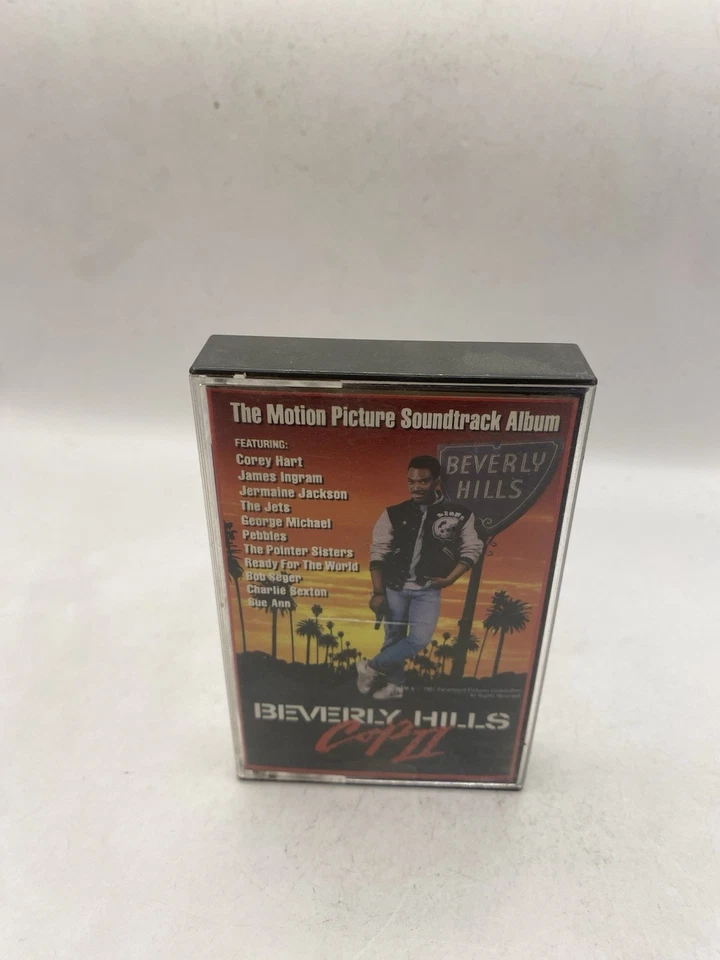 The Motion Picture Soundtrack Album
FEATURING:
Corey Hart
James Ingram
Jermaine Jackson
The Jets
George Michael
Pebbles
The Pointer Sisters
Ready For The World
Bob Seger
Charlie Sexton
Sue Ann
BEVERLY
HILLS
BEVERLY HILLS
Cop II